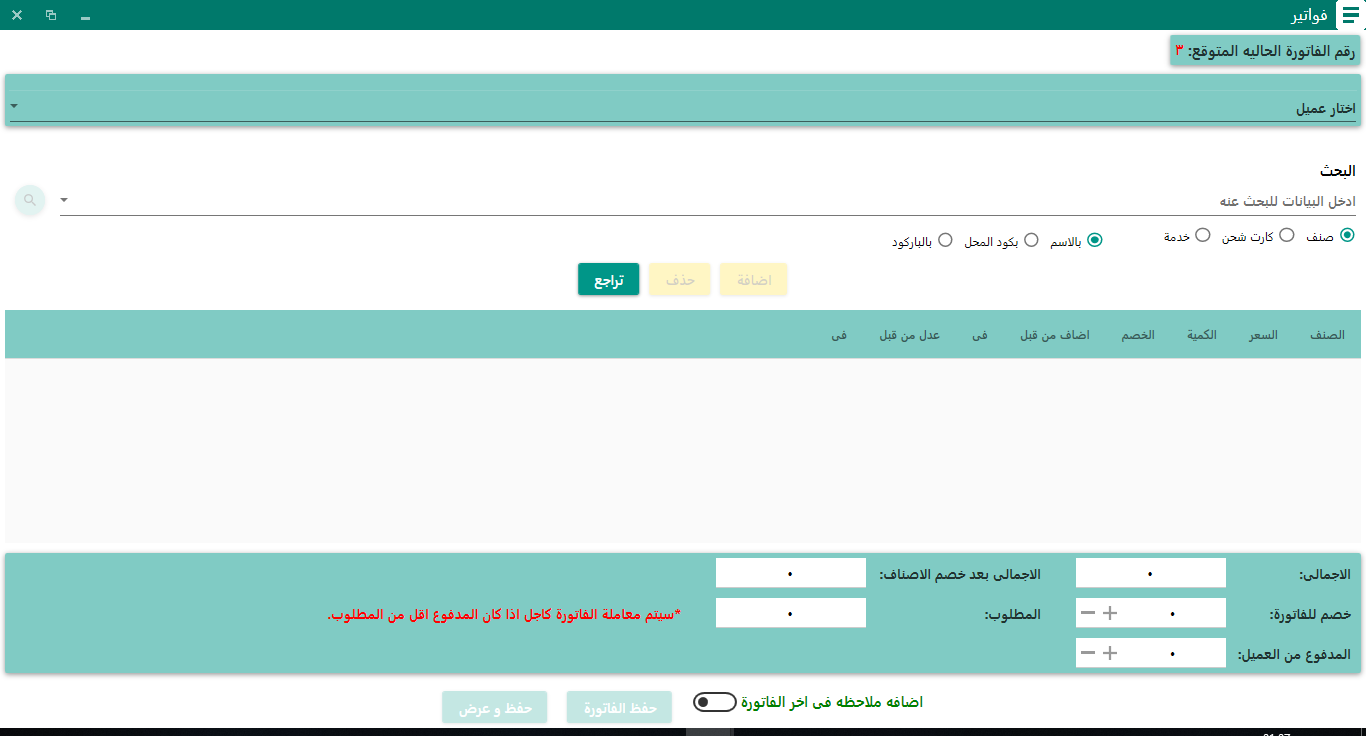 فواتير
رقم الفاتورة الحاليه المتوقع: ٣
اختار عميل
البحث
ادخل البيانات للبحث عنه
صنف كارت شحن خدمة بالاسم بكود المحل بالباركود
اضافة حذف تراجع
الصنف السعر الكمية الخصم اضاف من قبل فى عدل من قبل فى
الاجمالى: ٠ الاجمالى بعد خصم الاصناف: ٠
خصم للفاتورة: ٠ المطلوب: ٠ *سيتم معاملة الفاتورة كاجل اذا كان المدفوع اقل من المطلوب.
المدفوع من العميل: ٠
اضافه ملاحظه فى اخر الفاتورة حفظ الفاتورة حفظ و عرض